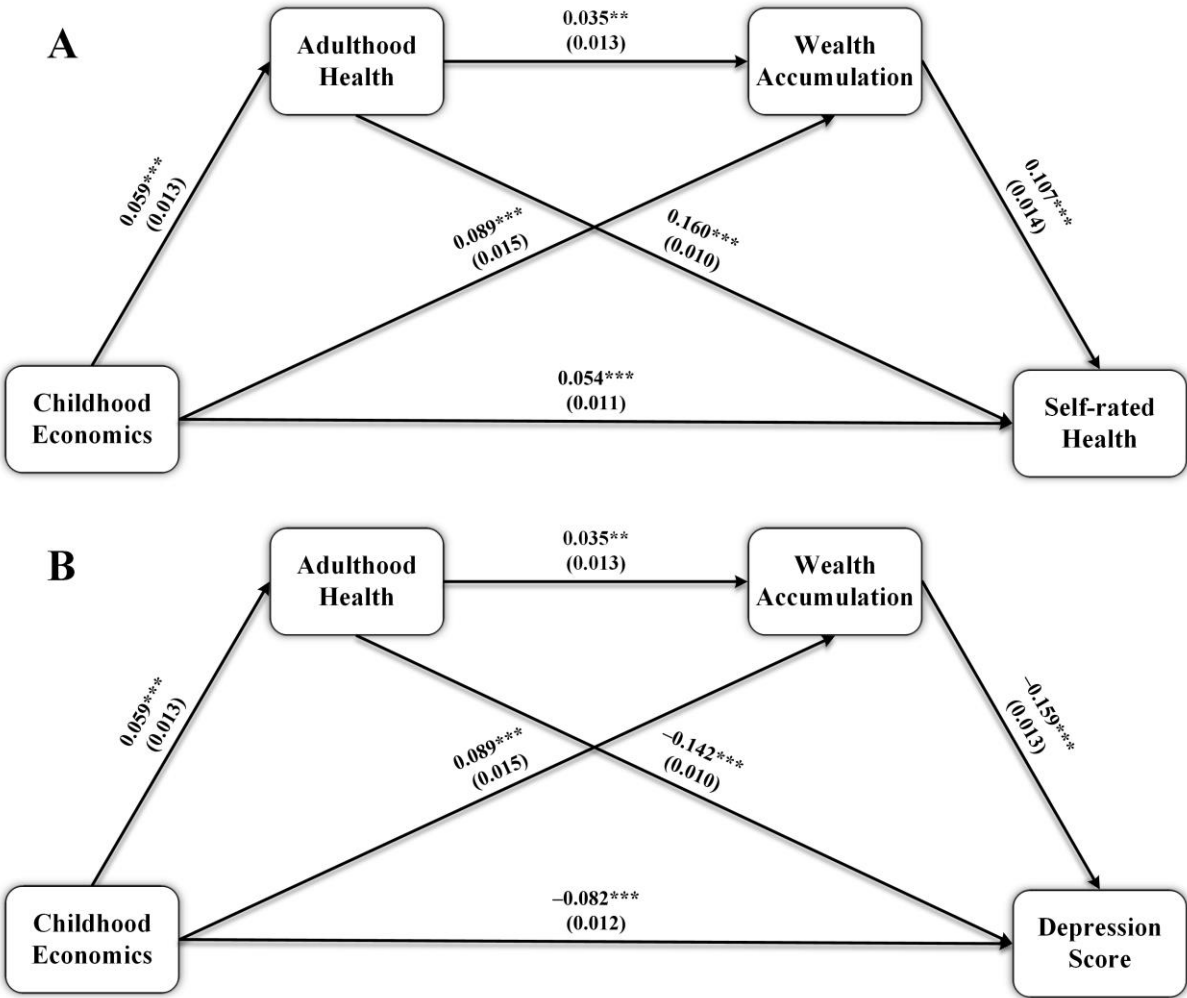 A
Adulthood
Health
0.035**
(0.013)
Wealth
Accumulation
0.059***
(0.013)
0.089***
(0.015)
0.160***
(0.010)
0.107***
(0.014)
Childhood
Economics
0.054***
(0.011)
Self-rated
Health
B
Adulthood
Health
0.035**
(0.013)
Wealth
Accumulation
0.059***
(0.013)
0.089***
(0.015)
–0.142***
(0.010)
–0.159***
(0.013)
Childhood
Economics
–0.082***
(0.012)
Depression
Score